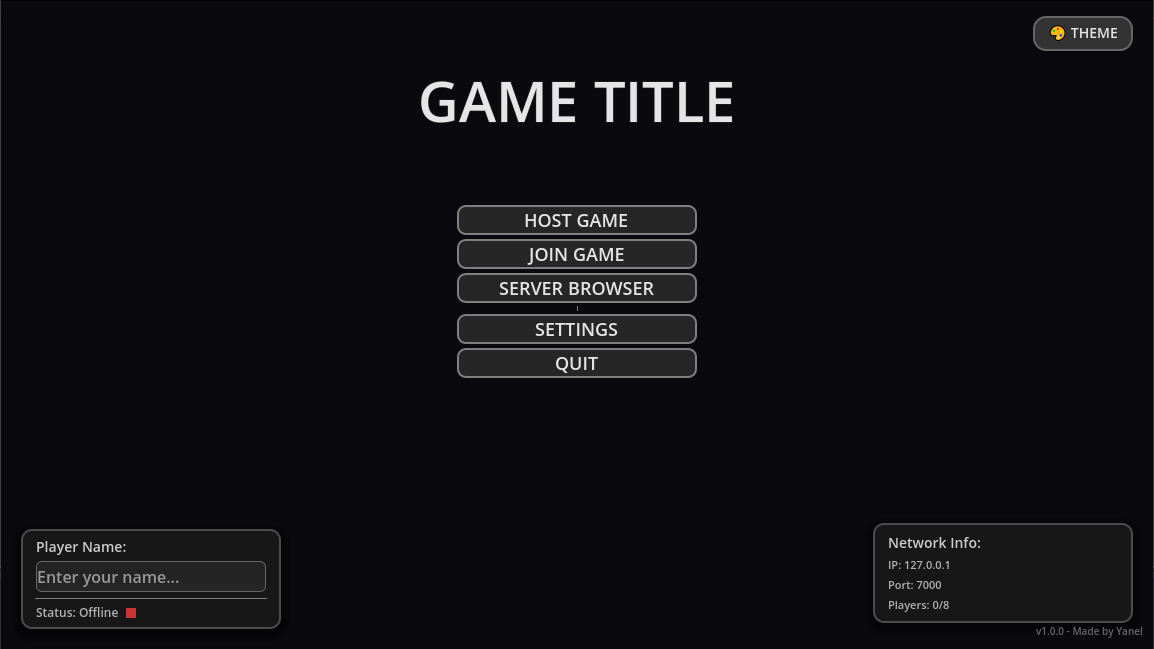 THEME
GAME TITLE
HOST GAME
JOIN GAME
SERVER BROWSER
SETTINGS
QUIT
Player Name:
Enter your name...
Status: Offline
Network Info:
IP: 127.0.0.1
Port: 7000
Players: 0/8
v1.0.0 - Made by Yanel